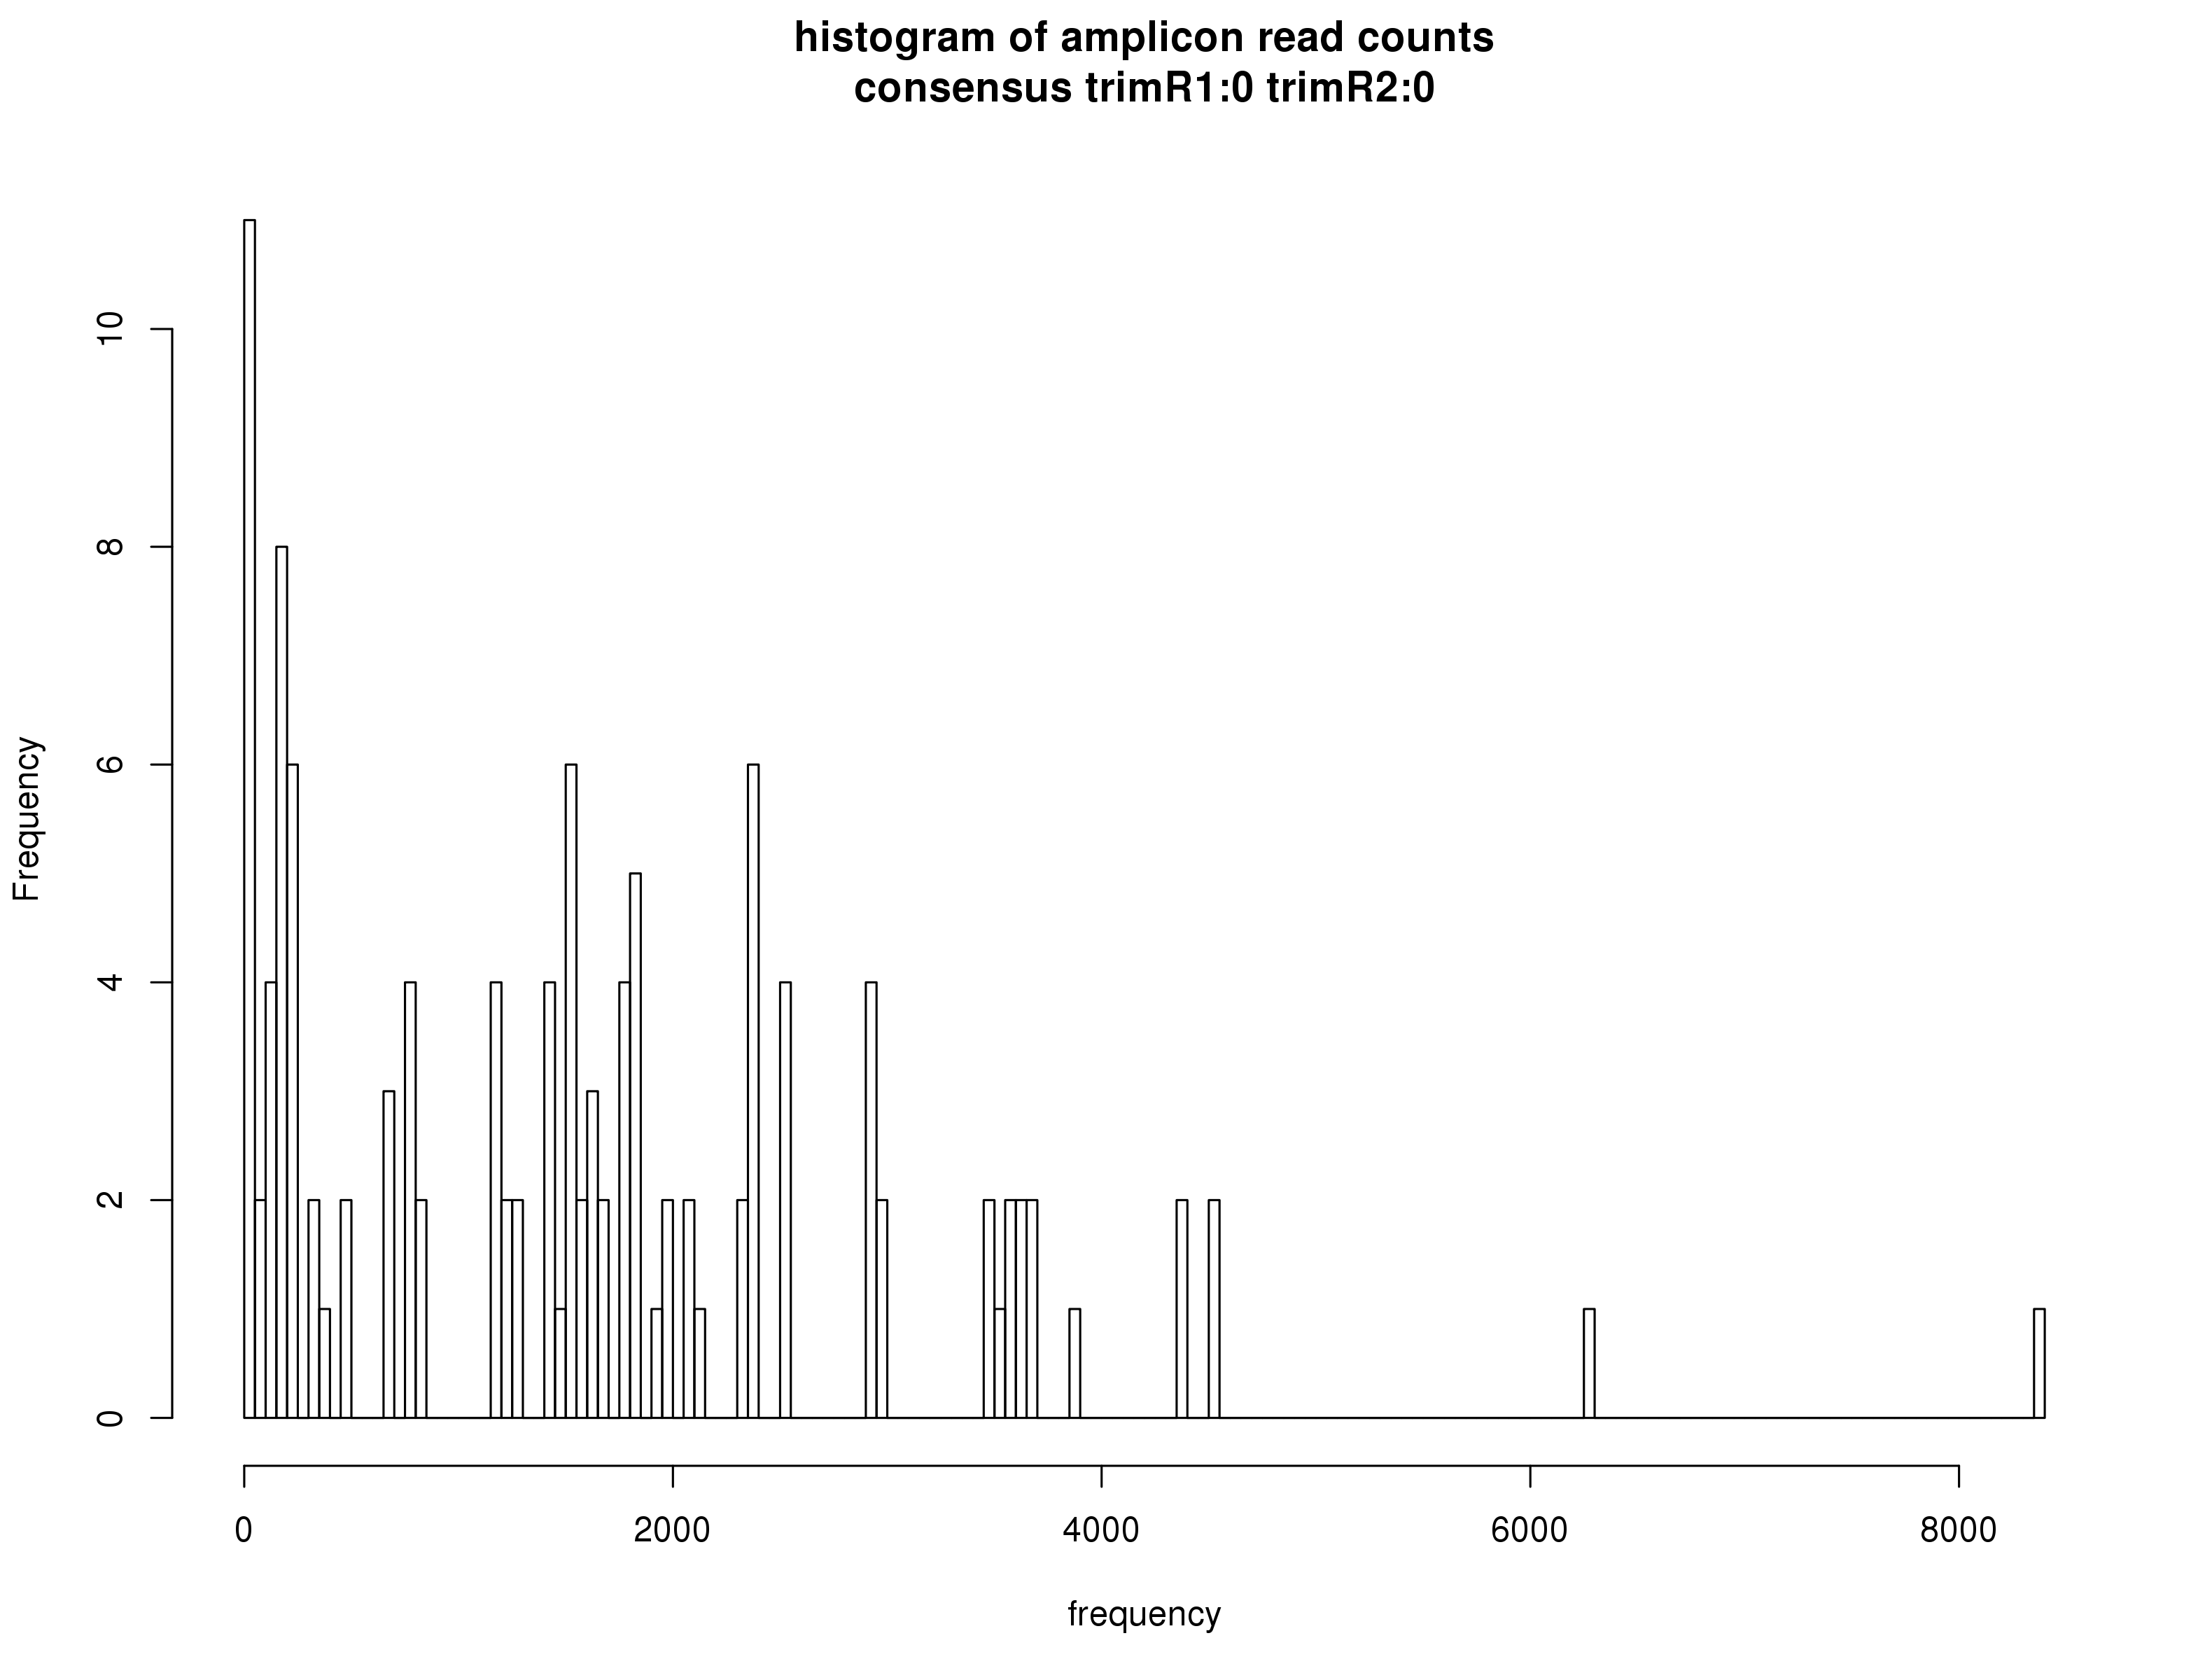 histogram of amplicon read counts
consensus trimR1:0 trimR2:0
Frequency
10
8
6
4
2
0
0 2000 4000 6000 8000
frequency